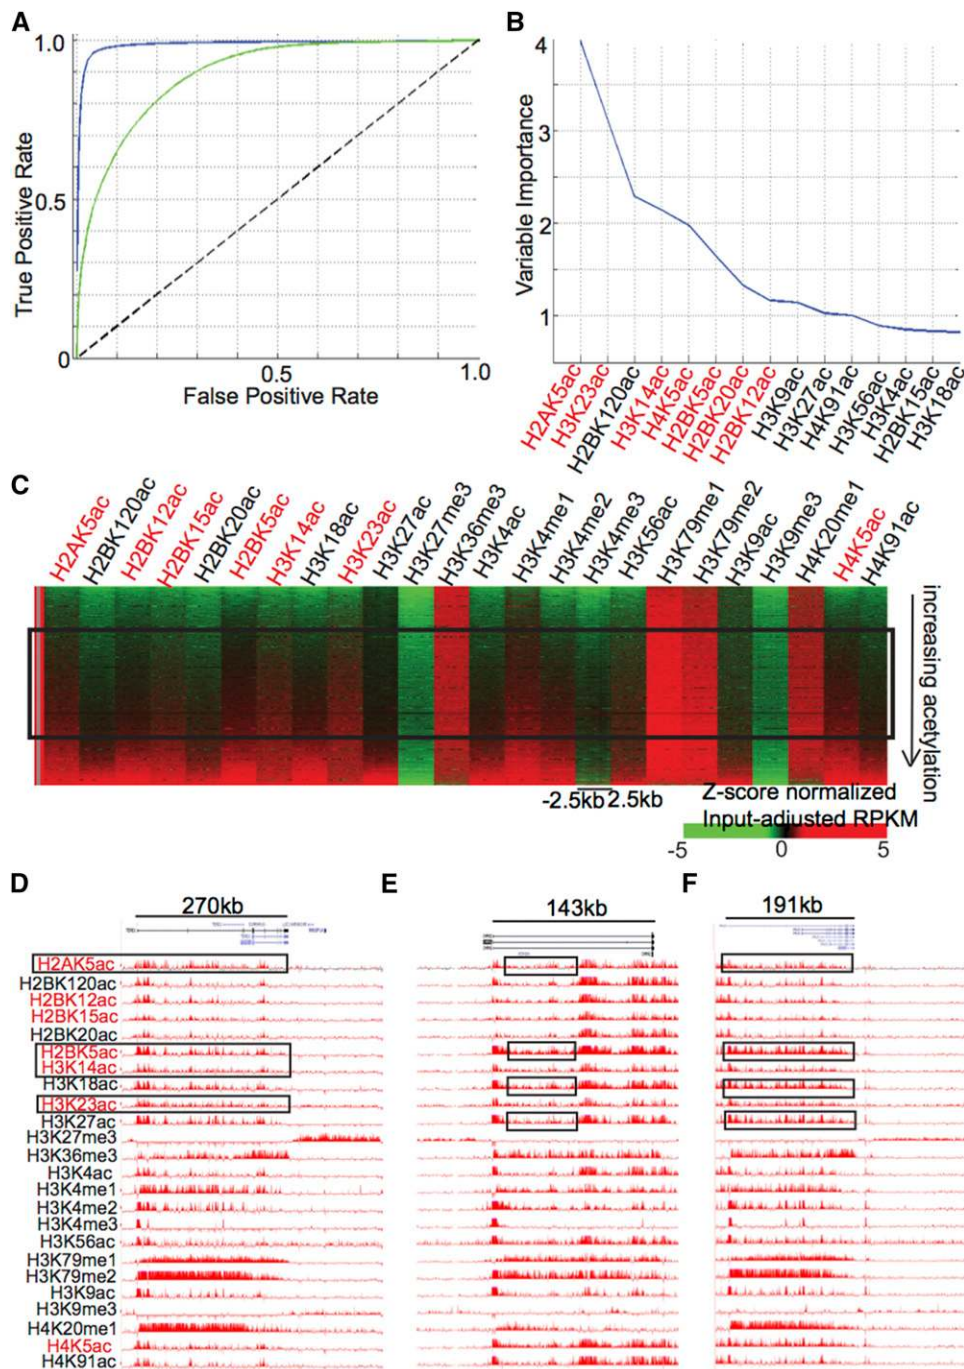 A
1.0
True Positive Rate
0.5
0
0.5
1.0
False Positive Rate
B
4
3
2
1
Variable Importance
H2AK5ac
H3K23ac
H2BK120ac
H3K14ac
H4K5ac
H2BK5ac
H2BK20ac
H2BK12ac
H3K9ac
H3K27ac
H4K91ac
H3K56ac
H3K4ac
H2BK15ac
H3K18ac
C
H2AK5ac
H2BK120ac
H2BK12ac
H2BK15ac
H2BK20ac
H2BK5ac
H3K14ac
H3K18ac
H3K23ac
H3K27ac
H3K27me3
H3K36me3
H3K4ac
H3K4me1
H3K4me2
H3K4me3
H3K56ac
H3K79me1
H3K79me2
H3K9ac
H3K9me3
H4K20me1
H4K5ac
H4K91ac
increasing acetylation
-2.5kb 2.5kb
Z-score normalized
Input-adjusted RPKM
-5 0 5
D
270kb
E
143kb
F
191kb
H2AK5ac
H2BK120ac
H2BK12ac
H2BK15ac
H2BK20ac
H2BK5ac
H3K14ac
H3K18ac
H3K23ac
H3K27ac
H3K27me3
H3K36me3
H3K4ac
H3K4me1
H3K4me2
H3K4me3
H3K56ac
H3K79me1
H3K79me2
H3K9ac
H3K9me3
H4K20me1
H4K5ac
H4K91ac